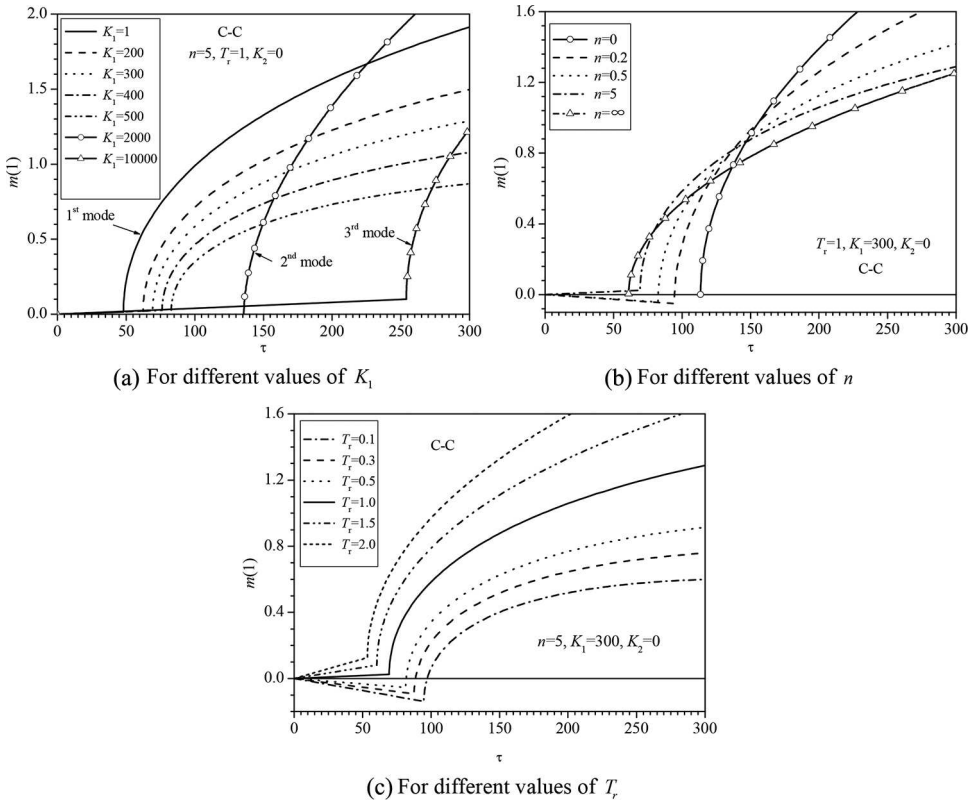 2.0
1.5
1.0
0.5
0.0
m(1)
K₁=1
K₁=200
K₁=300
K₁=400
K₁=500
K₁=2000
K₁=10000
C-C
n=5, Tᵣ=1, K₂=0
1ˢᵗ mode
2ⁿᵈ mode
3ʳᵈ mode
0 50 100 150 200 250 300
τ
(a) For different values of K₁
1.6
1.2
0.8
0.4
0.0
m(1)
n=0
n=0.2
n=0.5
n=5
n=∞
Tᵣ=1, K₁=300, K₂=0
C-C
0 50 100 150 200 250 300
τ
(b) For different values of n
1.6
1.2
0.8
0.4
0.0
m(1)
Tᵣ=0.1
Tᵣ=0.3
Tᵣ=0.5
Tᵣ=1.0
Tᵣ=1.5
Tᵣ=2.0
C-C
n=5, K₁=300, K₂=0
0 50 100 150 200 250 300
τ
(c) For different values of Tᵣ